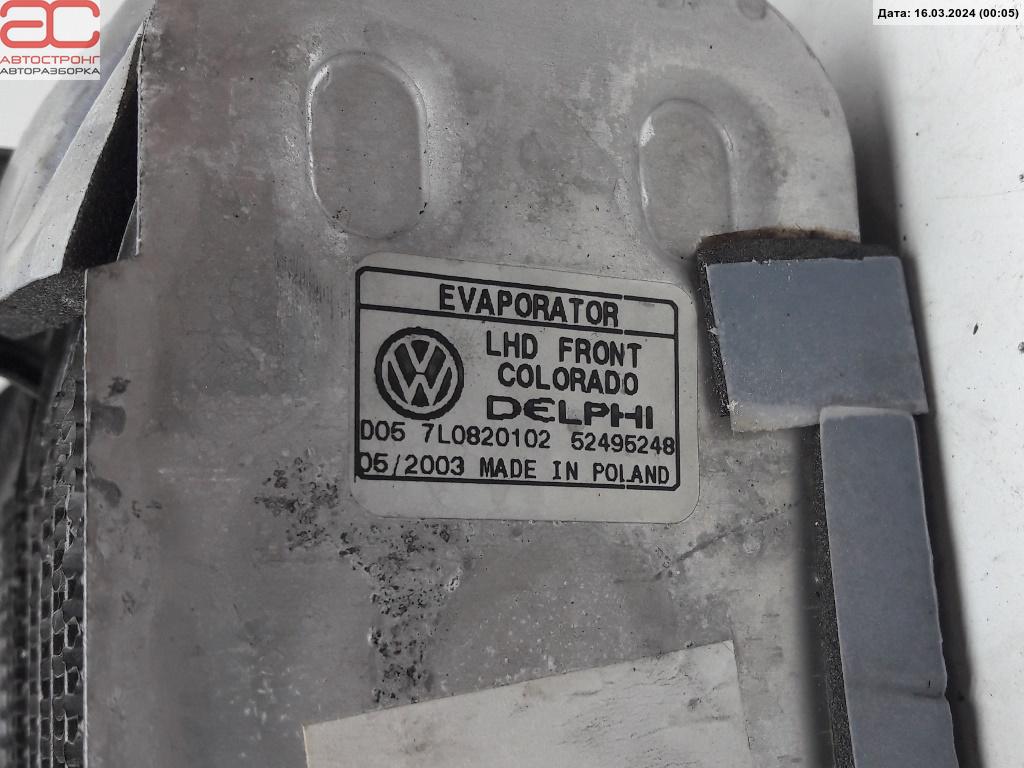 АС
АВТОСТРОНГ
АВТОРАЗБОРКА
Дата: 16.03.2024 (00:05)
EVAPORATOR
LHD FRONT
COLORADO
DELPHI
D05 7L0820102 52495248
05/2003 MADE IN POLAND